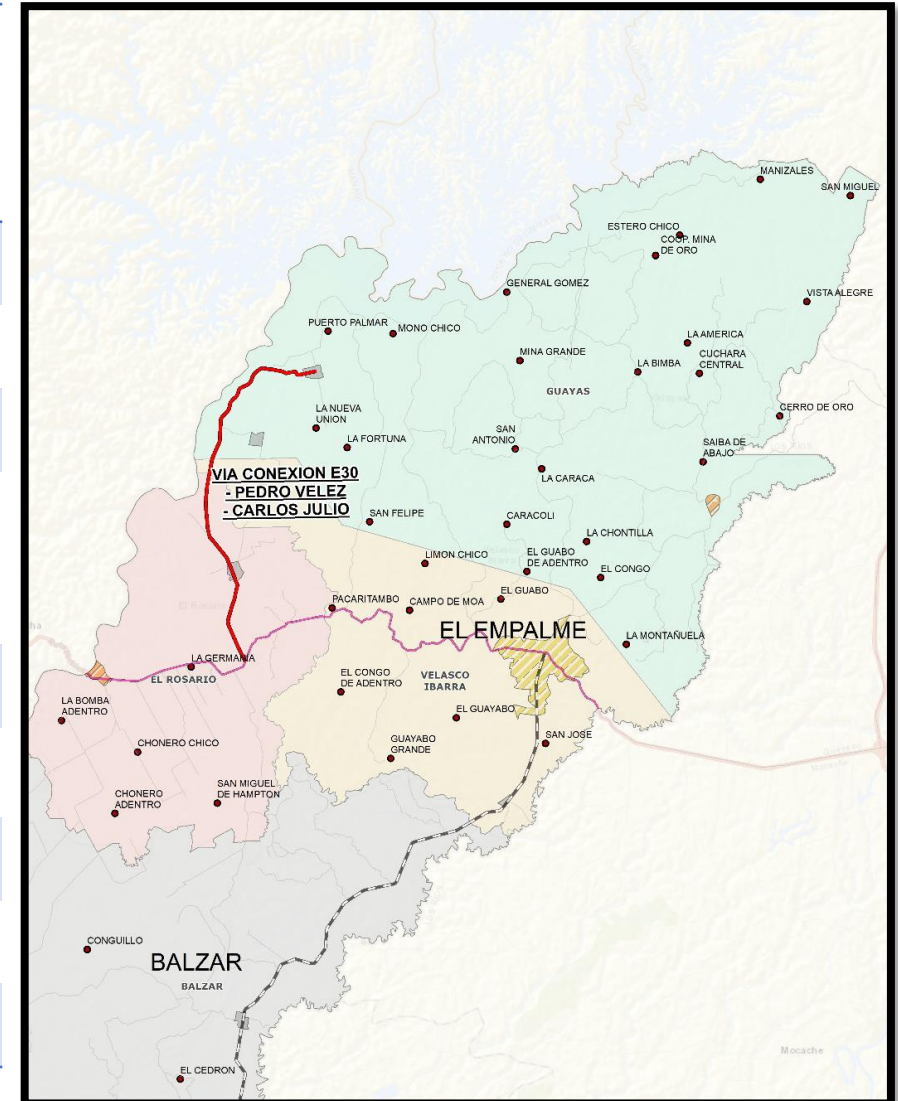 MANIZALES
SAN MIGUEL
ESTERO CHICO
COOP. MINA
DE ORO
GENERAL GOMEZ
VISTA ALEGRE
PUERTO PALMAR
MONO CHICO
LA AMERICA
MINA GRANDE
CUCHARA
CENTRAL
LA BIMBA
GUAYAS
LA NUEVA
UNION
CERRO DE ORO
SAN
ANTONIO
LA FORTUNA
SAIBA DE
ABAJO
VIA CONEXION E30
- PEDRO VELEZ
- CARLOS JULIO
LA CARACA
SAN FELIPE
CARACOLI
LA CHONTILLA
LIMON CHICO
EL GUABO
DE ADENTRO
EL CONGO
EL GUABO
PACARITAMBO
CAMPO DE MOA
EL EMPALME
LA MONTAÑUELA
LA GERMANIA
EL ROSARIO
EL CONGO
DE ADENTRO
VELASCO
IBARRA
LA BOMBA
ADENTRO
EL GUAYABO
GUAYABO
GRANDE
SAN JOSE
CHONERO CHICO
CHONERO
ADENTRO
SAN MIGUEL
DE HAMPTON
CONGUILLO
BALZAR
BALZAR
Mocache
EL CEDRON